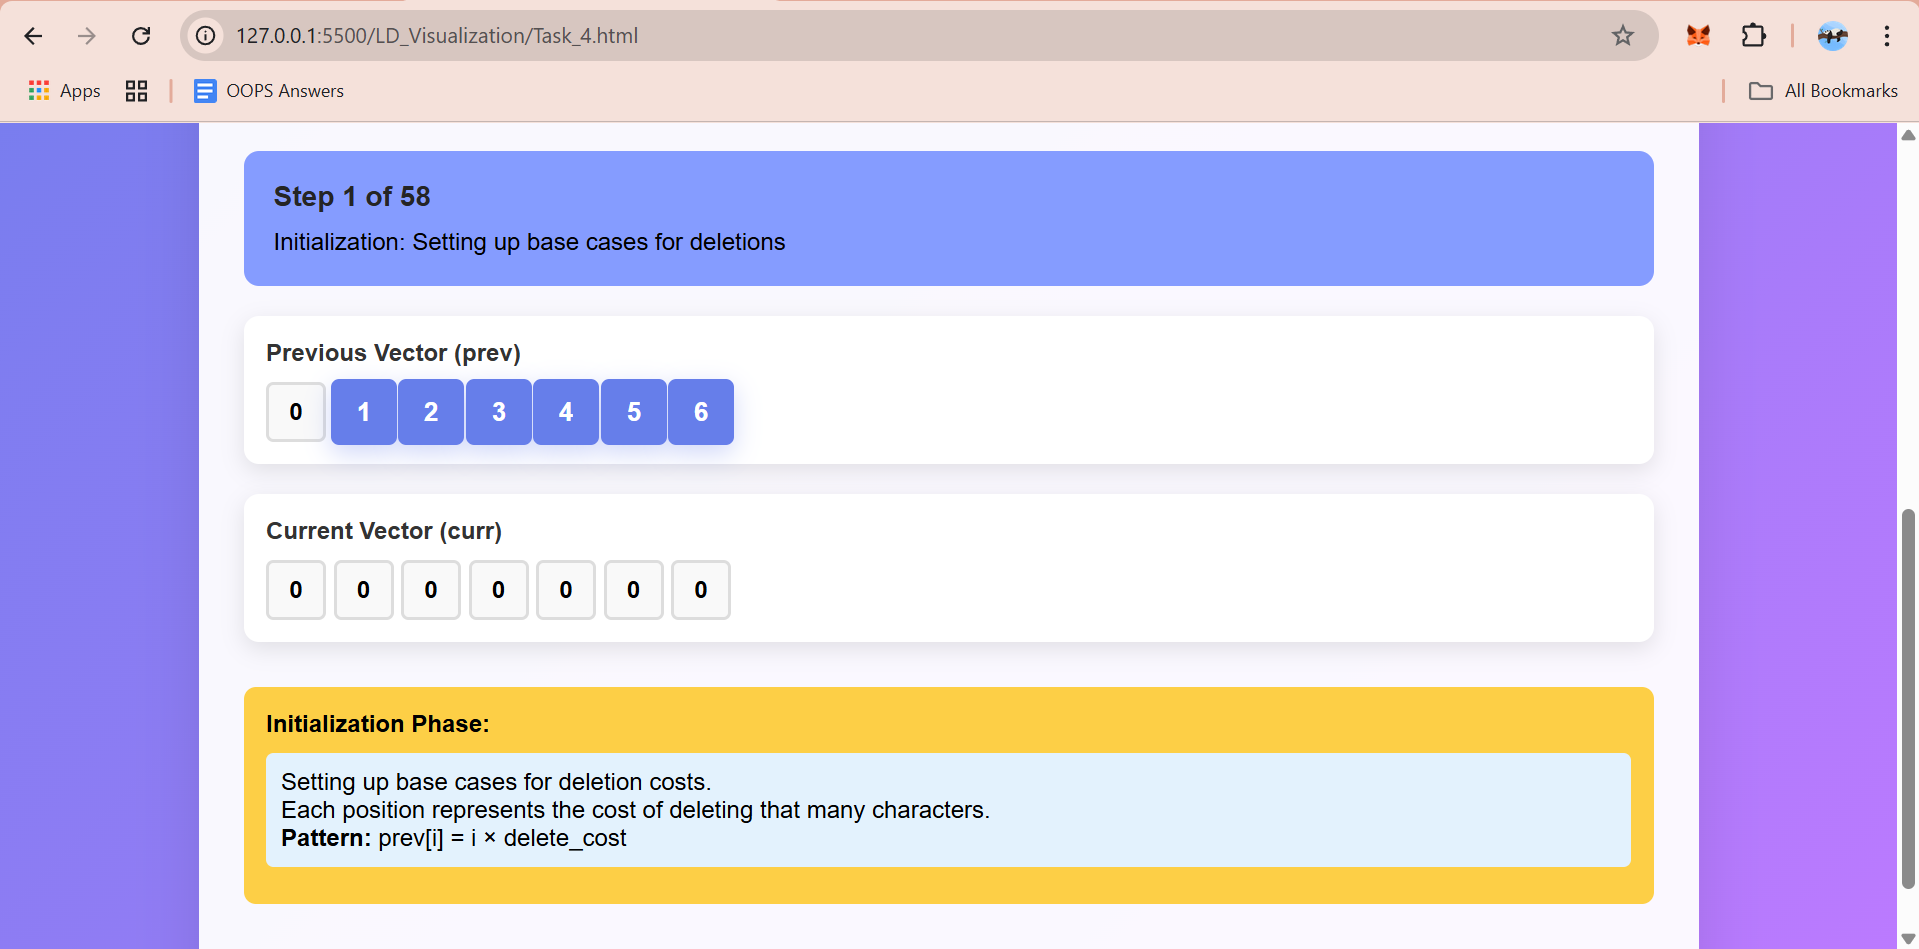 127.0.0.1:5500/LD_Visualization/Task_4.html
Apps
OOPS Answers
All Bookmarks
Step 1 of 58
Initialization: Setting up base cases for deletions
Previous Vector (prev)
0 1 2 3 4 5 6
Current Vector (curr)
0 0 0 0 0 0 0
Initialization Phase:
Setting up base cases for deletion costs.
Each position represents the cost of deleting that many characters.
Pattern: prev[i] = i × delete_cost